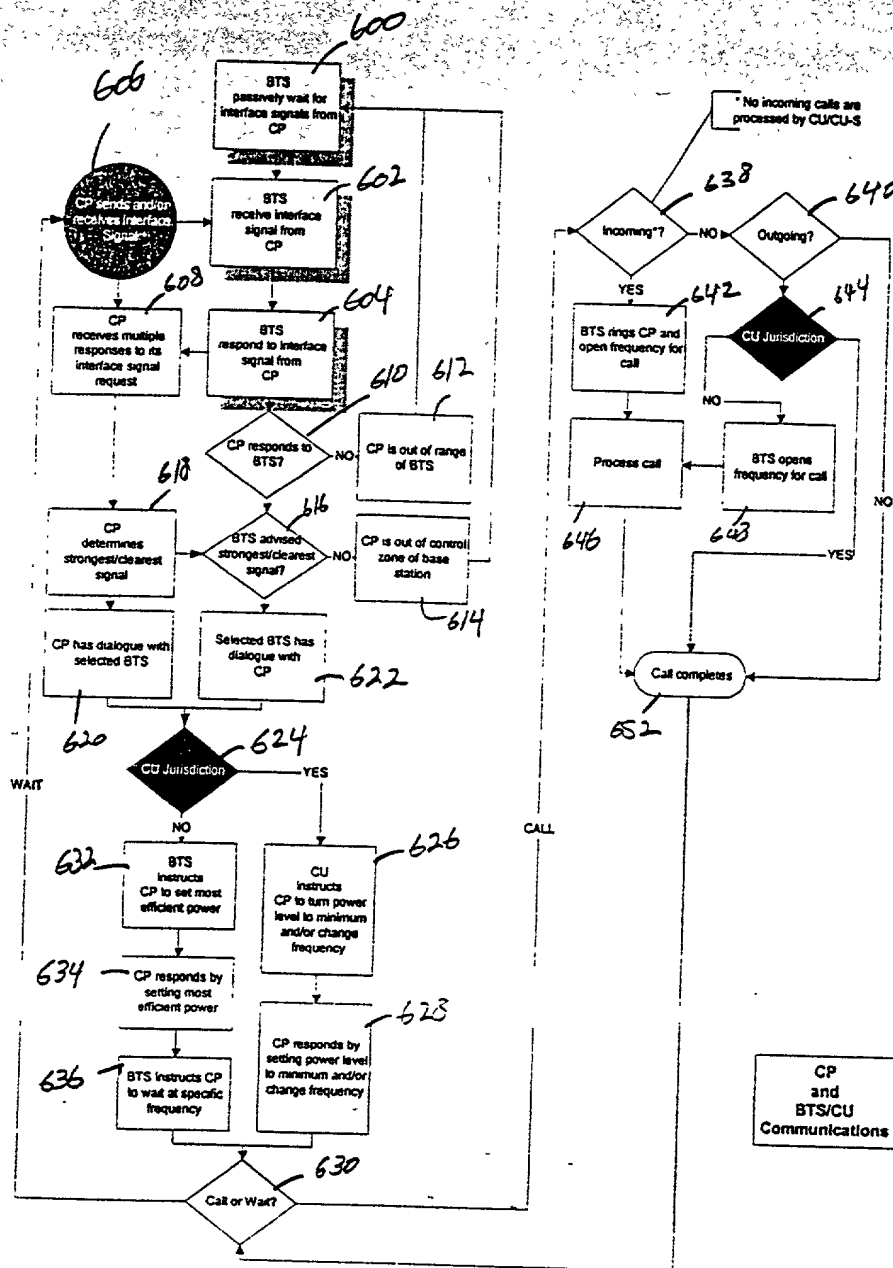 600
BTS
passively wait for
interface signals from
CP
606
CP sends and/or
receives Interface
Signal
602
BTS
receive interface
signal from
CP
608
CP
receives multiple
responses to its
interface signal
request
604
BTS
respond to interface
signal from
CP
610
CP responds to
BTS?
NO
612
CP is out of range
of BTS
618
CP
determines
strongest/clearest
signal
616
BTS advised
strongest/clearest
signal?
NO
CP is out of control
zone of base
station
614
CP has dialogue with
selected BTS
620
Selected BTS has
dialogue with
CP
622
624
CU Jurisdiction
YES
NO
WAIT
632
BTS
instructs
CP to set most
efficient power
626
CU
instructs
CP to turn power
level to minimum
and/or change
frequency
634
CP responds by
setting most
efficient power
628
CP responds by
setting power level
to minimum and/or
change frequency
636
BTS instructs CP
to wait at specific
frequency
630
Call or Wait?
CALL
* No incoming calls are
processed by CU/CU-S
638
Incoming*?
NO
640
Outgoing?
YES
642
BTS rings CP and
open frequency for
call
644
CU Jurisdiction
NO
Process call
646
BTS opens
frequency for call
648
NO
YES
Call completes
652
CP
and
BTS/CU
Communications